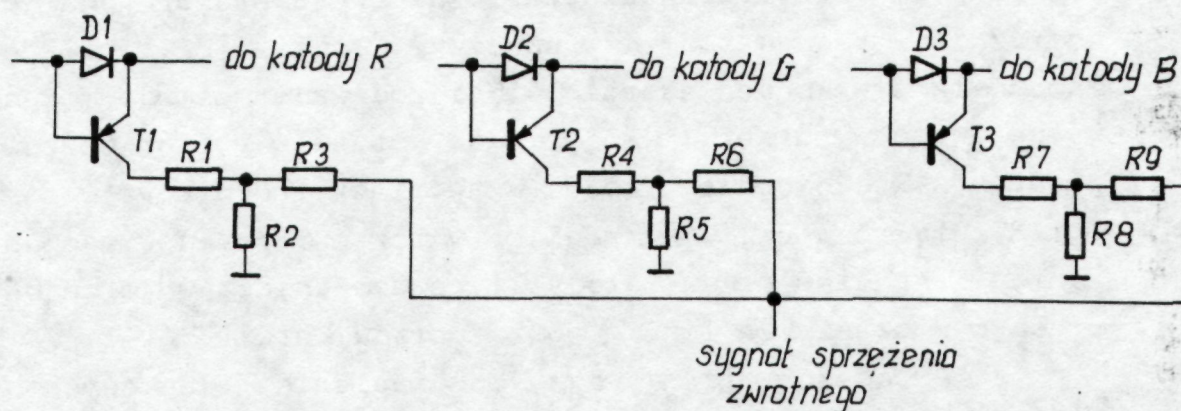 D1
do katody R
T1
R1
R3
R2
D2
do katody G
T2
R4
R6
R5
D3
do katody B
T3
R7
R9
R8
sygnał sprzężenia
zwrotnego